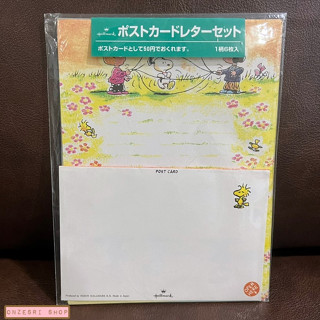 Hallmark ポストカードレターセット
ポストカードとして50円でおくれます。 1柄6枚入
POST CARD
Hallmark
ONZESRI SHOP